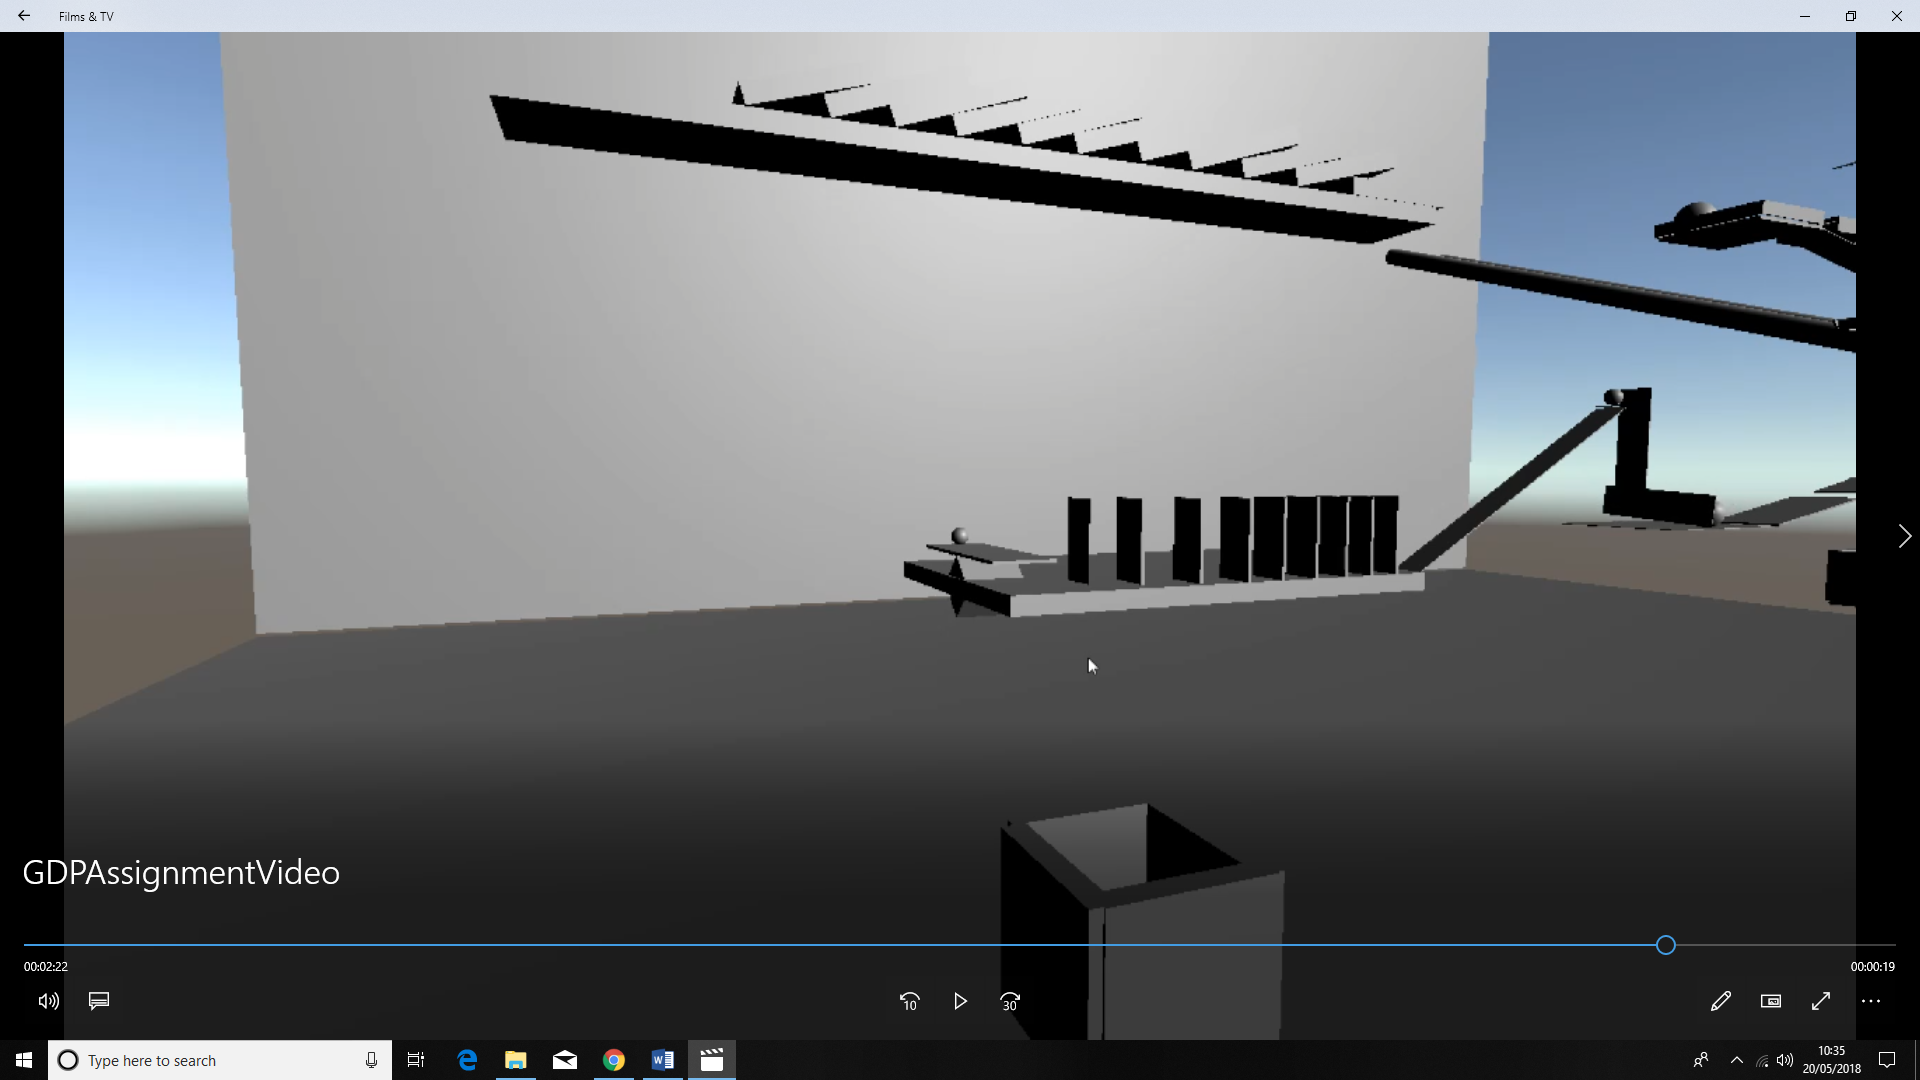 Films & TV
GDPAssignmentVideo
00:02:22
00:00:19
10
30
Type here to search
10:35
20/05/2018